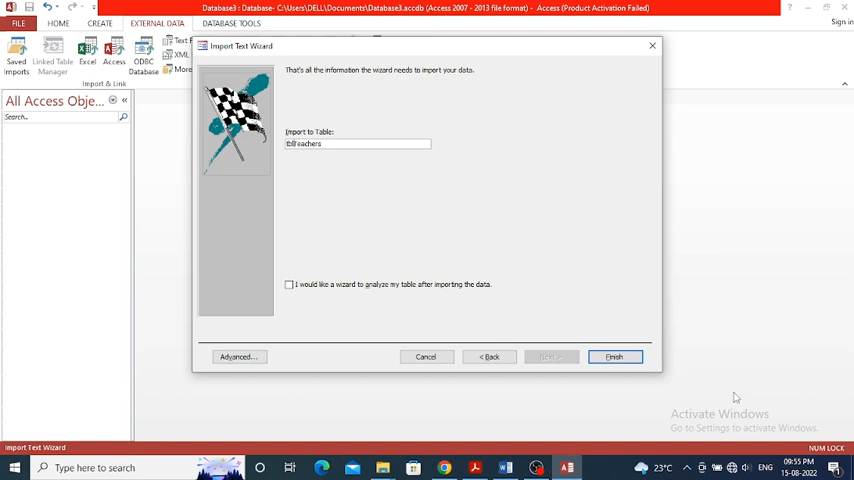 Database3 : Database- C:\Users\DELL\Documents\Database3.accdb (Access 2007 - 2013 file format) - Access (Product Activation Failed)
FILE HOME CREATE EXTERNAL DATA DATABASE TOOLS
Sign in
Saved Imports
Linked Table Manager
Excel
Access
ODBC Database
Text
XML
More
Import & Link
All Access Obje...
Search...
Import Text Wizard
That's all the information the wizard needs to import your data.
Import to Table:
tblTeachers
I would like a wizard to analyze my table after importing the data.
Advanced...
Cancel
< Back
Next >
Finish
Activate Windows
Go to Settings to activate Windows.
Import Text Wizard
NUM LOCK
Type here to search
23°C
ENG
09:55 PM
15-08-2022